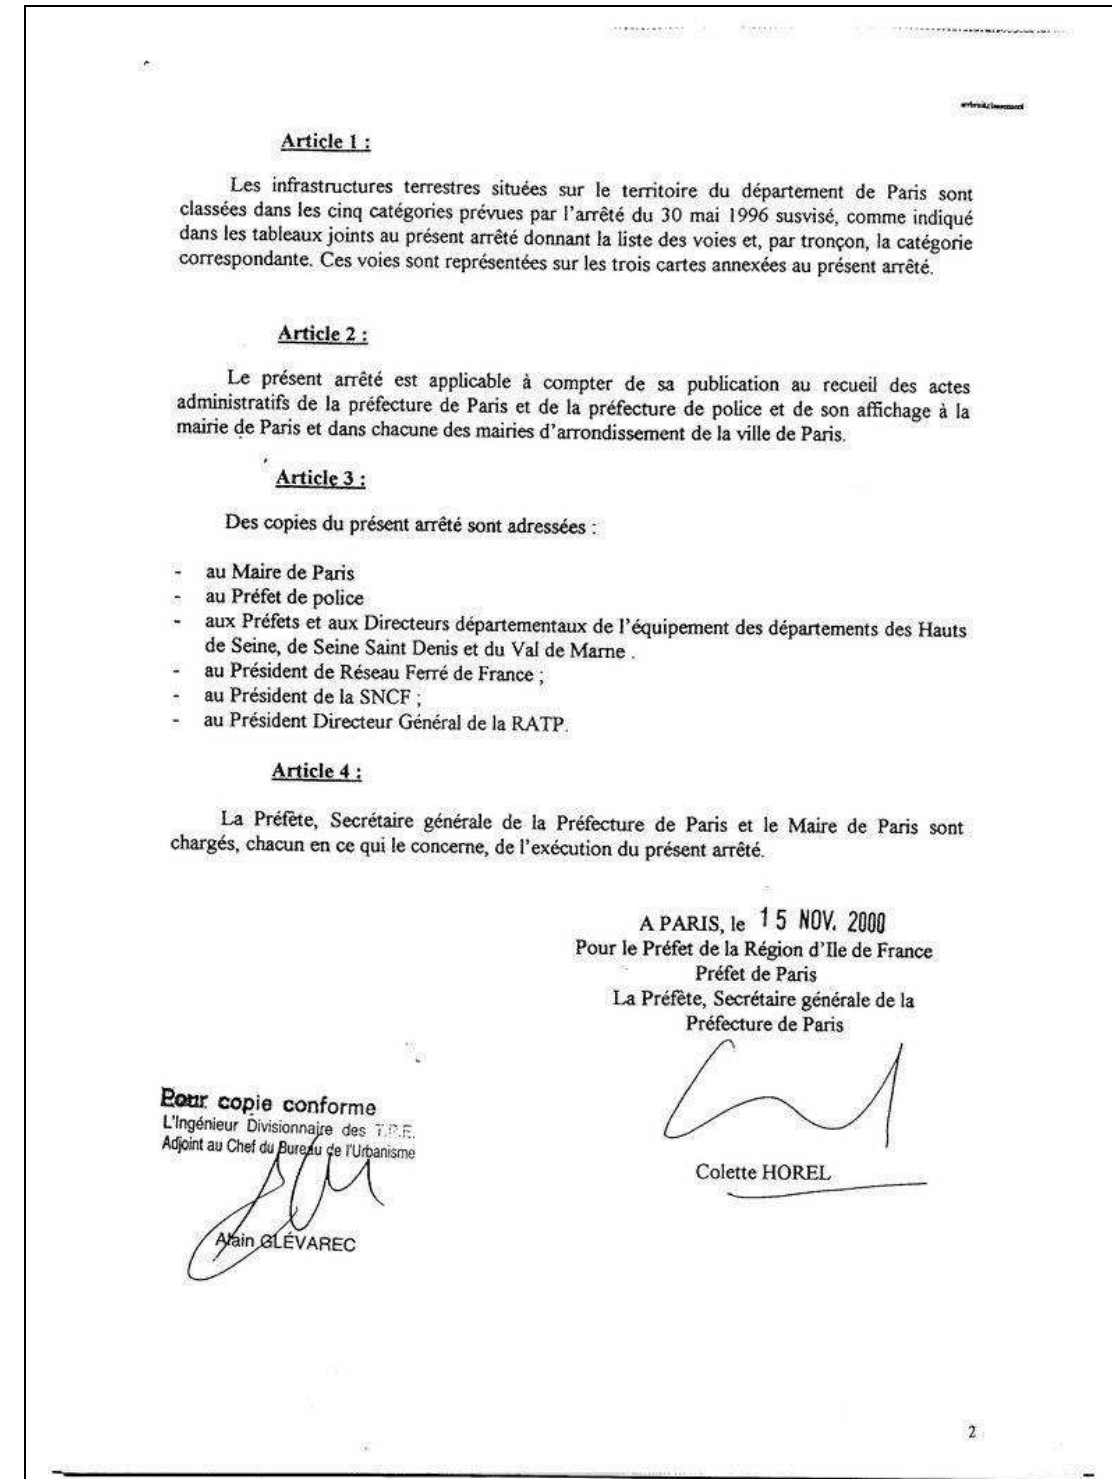 Article 1 :
Les infrastructures terrestres situées sur le territoire du département de Paris sont
classées dans les cinq catégories prévues par l'arrêté du 30 mai 1996 susvisé, comme indiqué
dans les tableaux joints au présent arrêté donnant la liste des voies et, par tronçon, la catégorie
correspondante. Ces voies sont représentées sur les trois cartes annexées au présent arrêté.
Article 2 :
Le présent arrêté est applicable à compter de sa publication au recueil des actes
administratifs de la préfecture de Paris et de la préfecture de police et de son affichage à la
mairie de Paris et dans chacune des mairies d'arrondissement de la ville de Paris.
Article 3 :
Des copies du présent arrêté sont adressées :
- au Maire de Paris
- au Préfet de police
- aux Préfets et aux Directeurs départementaux de l'équipement des départements des Hauts
de Seine, de Seine Saint Denis et du Val de Marne .
- au Président de Réseau Ferré de France ;
- au Président de la SNCF ;
- au Président Directeur Général de la RATP.
Article 4 :
La Préfète, Secrétaire générale de la Préfecture de Paris et le Maire de Paris sont
chargés, chacun en ce qui le concerne, de l'exécution du présent arrêté.
A PARIS, le 15 NOV. 2000
Pour le Préfet de la Région d'Ile de France
Préfet de Paris
La Préfète, Secrétaire générale de la
Préfecture de Paris
Pour copie conforme
L'Ingénieur Divisionnaire des T.P.E.
Adjoint au Chef du Bureau de l'Urbanisme
Colette HOREL
Alain GLÉVAREC
2